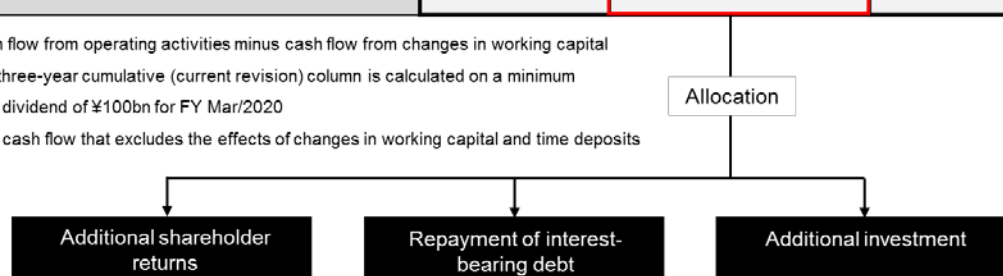 flow from operating activities minus cash flow from changes in working capital
three-year cumulative (current revision) column is calculated on a minimum
dividend of ¥100bn for FY Mar/2020
cash flow that excludes the effects of changes in working capital and time deposits
Allocation
Additional shareholder
returns
Repayment of interest-
bearing debt
Additional investment